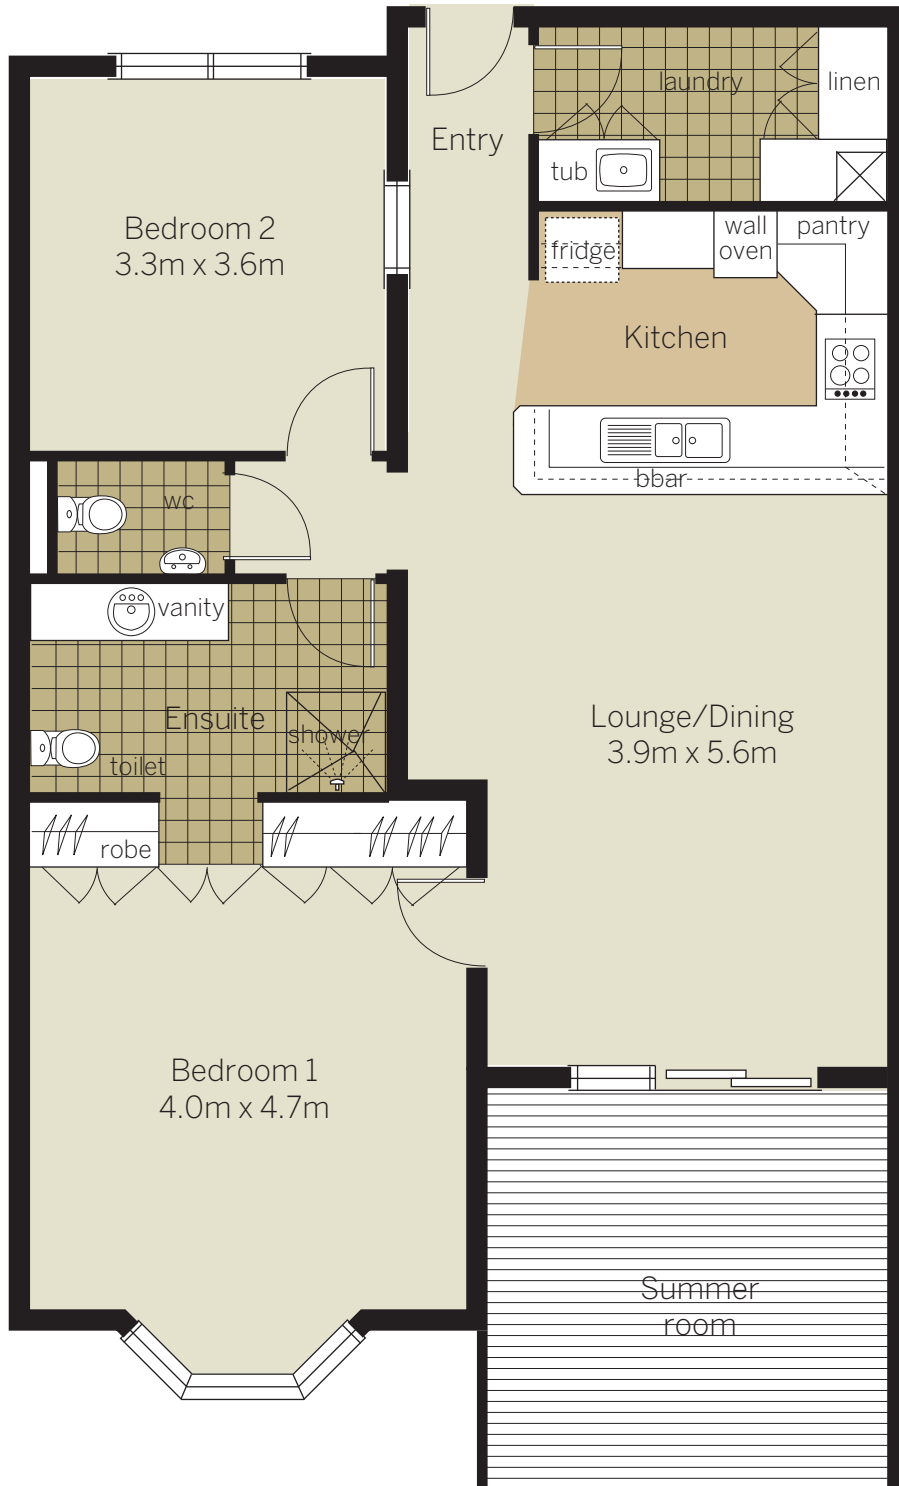 laundry
linen
Entry
tub
Bedroom 2
3.3m x 3.6m
fridge
wall
oven
pantry
Kitchen
bbar
wc
vanity
Ensuite
shower
toilet
Lounge/Dining
3.9m x 5.6m
robe
Bedroom 1
4.0m x 4.7m
Summer
room